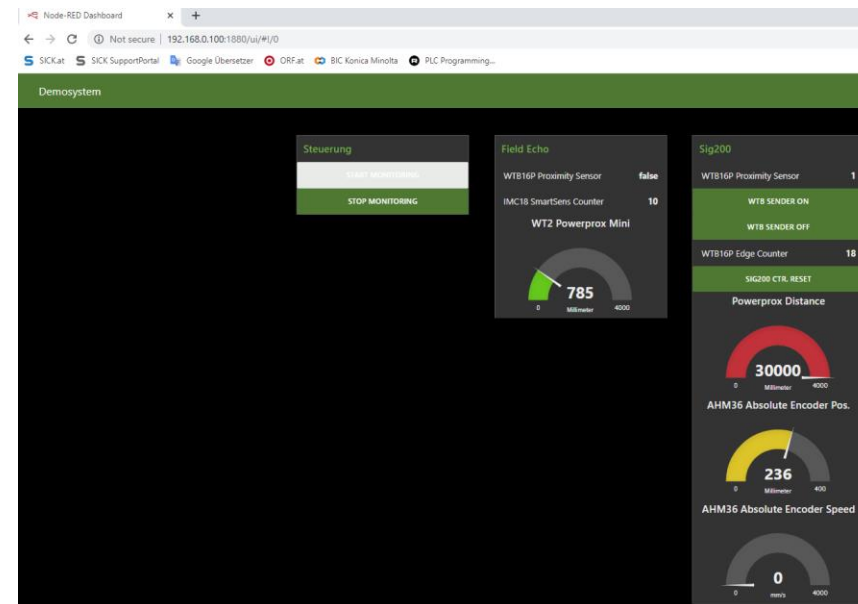 Node-RED Dashboard
Not secure | 192.168.0.100:1880/ui/#!/0
SICK.at SICK SupportPortal Google Übersetzer ORF.at BIC Konica Minolta PLC Programming...
Demosystem
Steuerung
START MONITORING
STOP MONITORING
Field Echo
WTB16P Proximity Sensor false
IMC18 SmartSens Counter 10
WT2 Powerprox Mini
785
0 Millimeter 4000
Sig200
WTB16P Proximity Sensor 1
WTB SENDER ON
WTB SENDER OFF
WTB16P Edge Counter 18
SIG200 CTR. RESET
Powerprox Distance
30000
0 Millimeter 4000
AHM36 Absolute Encoder Pos.
236
0 Millimeter 400
AHM36 Absolute Encoder Speed
0
0 mm/s 4000